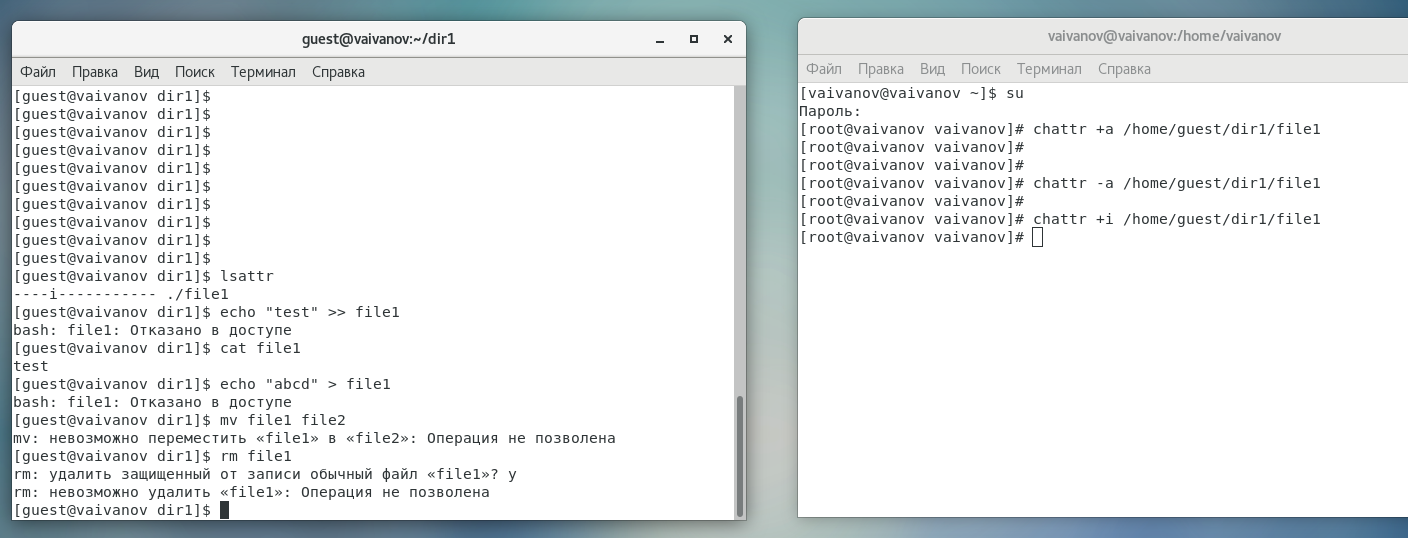 guest@vaivanov:~/dir1
Файл Правка Вид Поиск Терминал Справка
[guest@vaivanov dir1]$
[guest@vaivanov dir1]$
[guest@vaivanov dir1]$
[guest@vaivanov dir1]$
[guest@vaivanov dir1]$
[guest@vaivanov dir1]$
[guest@vaivanov dir1]$
[guest@vaivanov dir1]$
[guest@vaivanov dir1]$
[guest@vaivanov dir1]$
[guest@vaivanov dir1]$ lsattr
----i----------- ./file1
[guest@vaivanov dir1]$ echo "test" >> file1
bash: file1: Отказано в доступе
[guest@vaivanov dir1]$ cat file1
test
[guest@vaivanov dir1]$ echo "abcd" > file1
bash: file1: Отказано в доступе
[guest@vaivanov dir1]$ mv file1 file2
mv: невозможно переместить «file1» в «file2»: Операция не позволена
[guest@vaivanov dir1]$ rm file1
rm: удалить защищенный от записи обычный файл «file1»? y
rm: невозможно удалить «file1»: Операция не позволена
[guest@vaivanov dir1]$
vaivanov@vaivanov:/home/vaivanov
Файл Правка Вид Поиск Терминал Справка
[vaivanov@vaivanov ~]$ su
Пароль:
[root@vaivanov vaivanov]# chattr +a /home/guest/dir1/file1
[root@vaivanov vaivanov]#
[root@vaivanov vaivanov]#
[root@vaivanov vaivanov]# chattr -a /home/guest/dir1/file1
[root@vaivanov vaivanov]#
[root@vaivanov vaivanov]# chattr +i /home/guest/dir1/file1
[root@vaivanov vaivanov]#